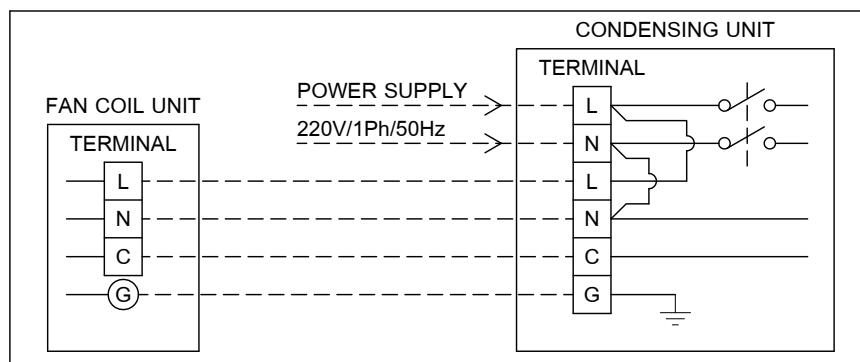 CONDENSING UNIT
TERMINAL
POWER SUPPLY
220V/1Ph/50Hz
L
N
L
N
C
G
FAN COIL UNIT
TERMINAL
L
N
C
G